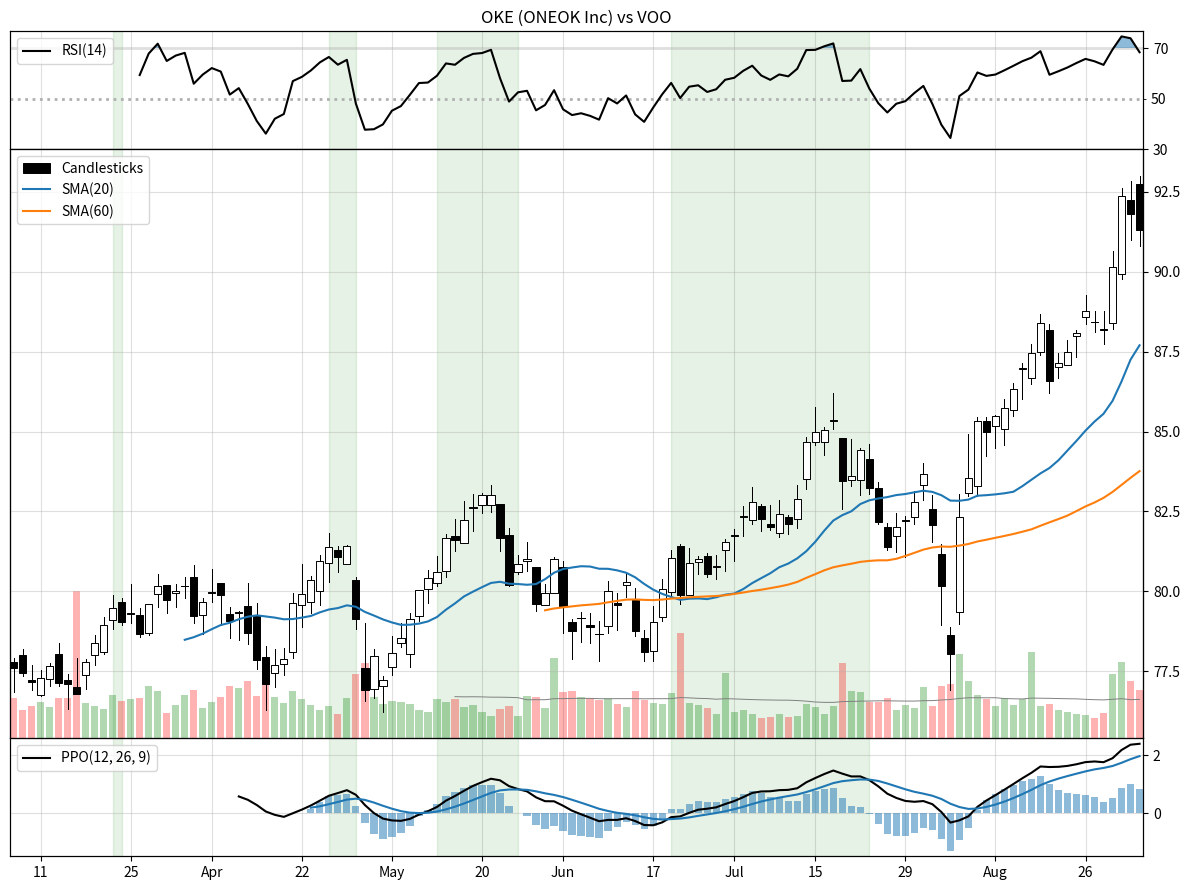 OKE (ONEOK Inc) vs VOO
RSI(14)
70
50
30
Candlesticks
SMA(20)
SMA(60)
92.5
90.0
87.5
85.0
82.5
80.0
77.5
PPO(12, 26, 9)
2
0
11 25 Apr 22 May 20 Jun 17 Jul 15 29 Aug 26